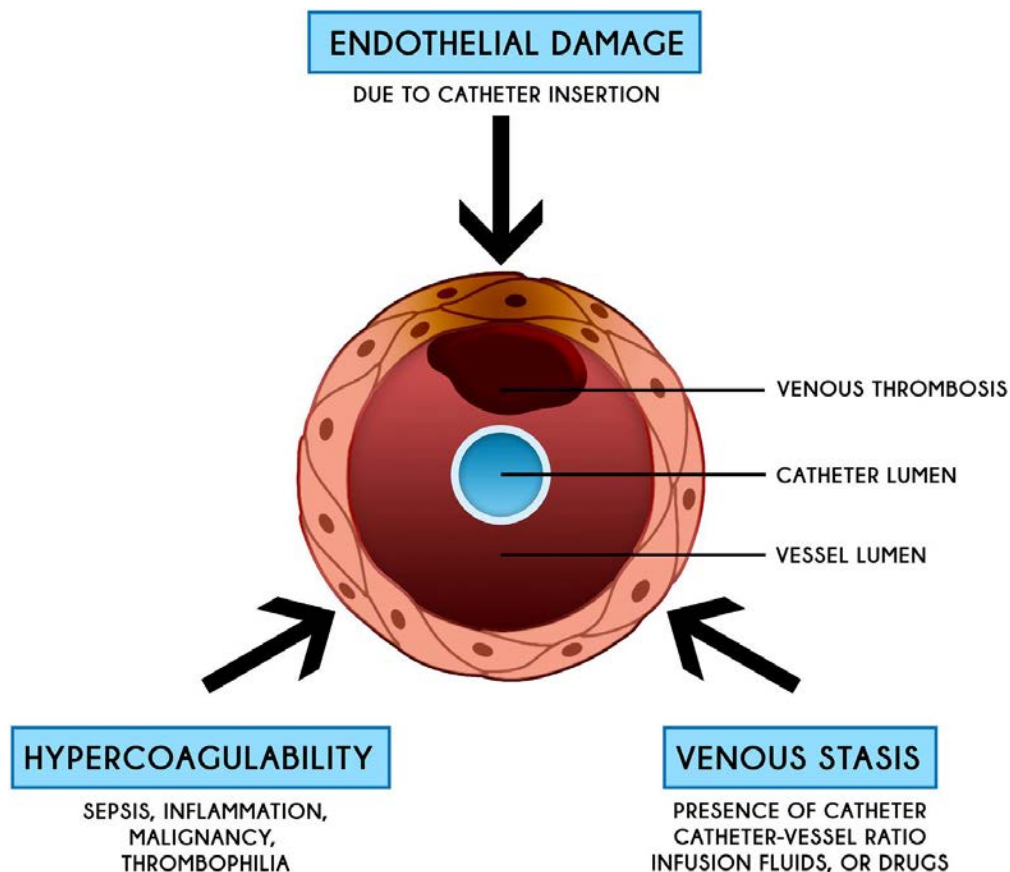 ENDOTHELIAL DAMAGE
DUE TO CATHETER INSERTION
VENOUS THROMBOSIS
CATHETER LUMEN
VESSEL LUMEN
HYPERCOAGULABILITY
SEPSIS, INFLAMMATION,
MALIGNANCY,
THROMBOPHILIA
VENOUS STASIS
PRESENCE OF CATHETER
CATHETER-VESSEL RATIO
INFUSION FLUIDS, OR DRUGS